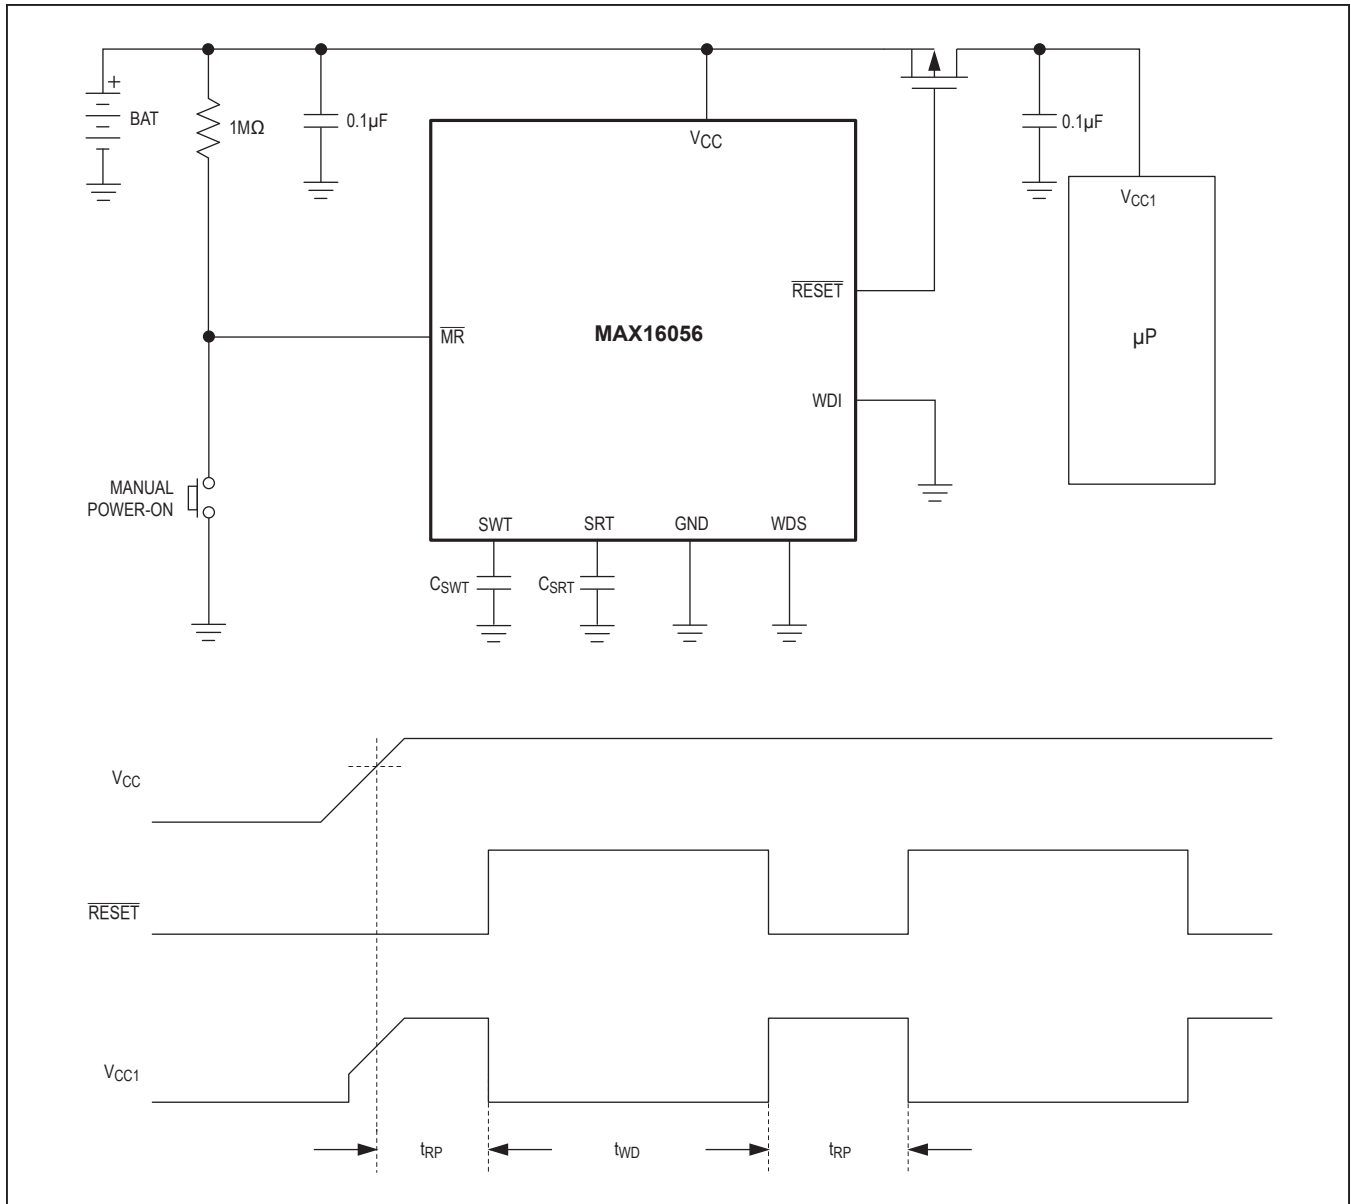 +
BAT
1MΩ
0.1µF
VCC
0.1µF
VCC1
RESET
MR
MAX16056
µP
WDI
MANUAL
POWER-ON
SWT
SRT
GND
WDS
CSWT
CSRT
VCC
RESET
VCC1
tRP
tWD
tRP